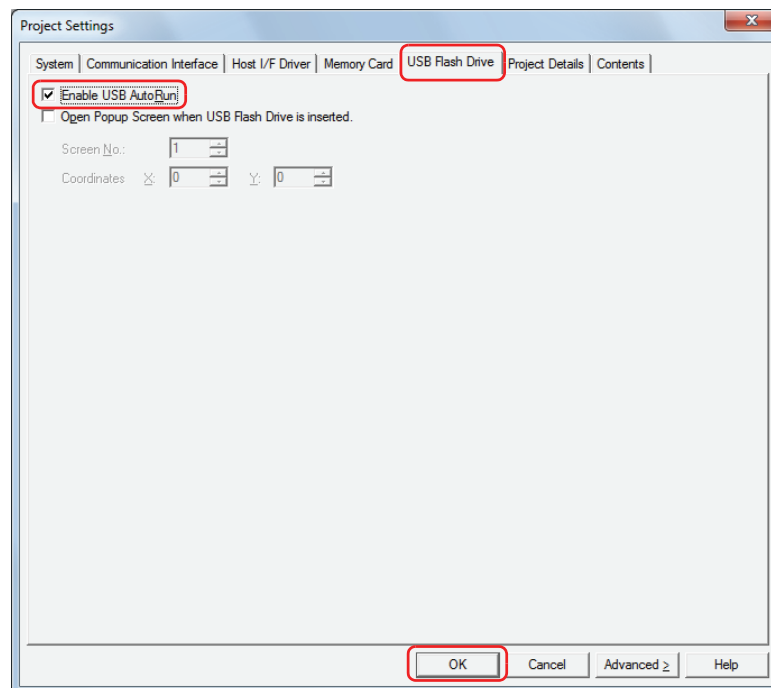 Project Settings
System Communication Interface Host I/F Driver Memory Card USB Flash Drive Project Details Contents
Enable USB AutoRun
Open Popup Screen when USB Flash Drive is inserted.
Screen No.: 1
Coordinates X: 0 Y: 0
OK Cancel Advanced > Help